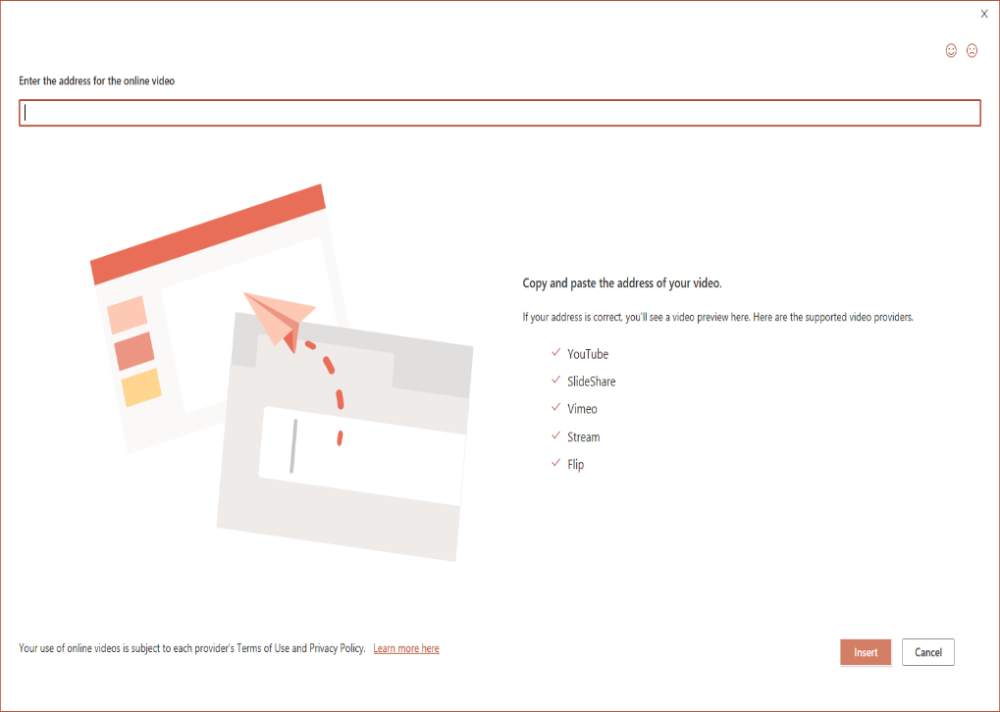 X
Enter the address for the online video
Copy and paste the address of your video.
If your address is correct, you'll see a video preview here. Here are the supported video providers.
YouTube
SlideShare
Vimeo
Stream
Flip
Your use of online videos is subject to each provider's Terms of Use and Privacy Policy. Learn more here
Insert Cancel